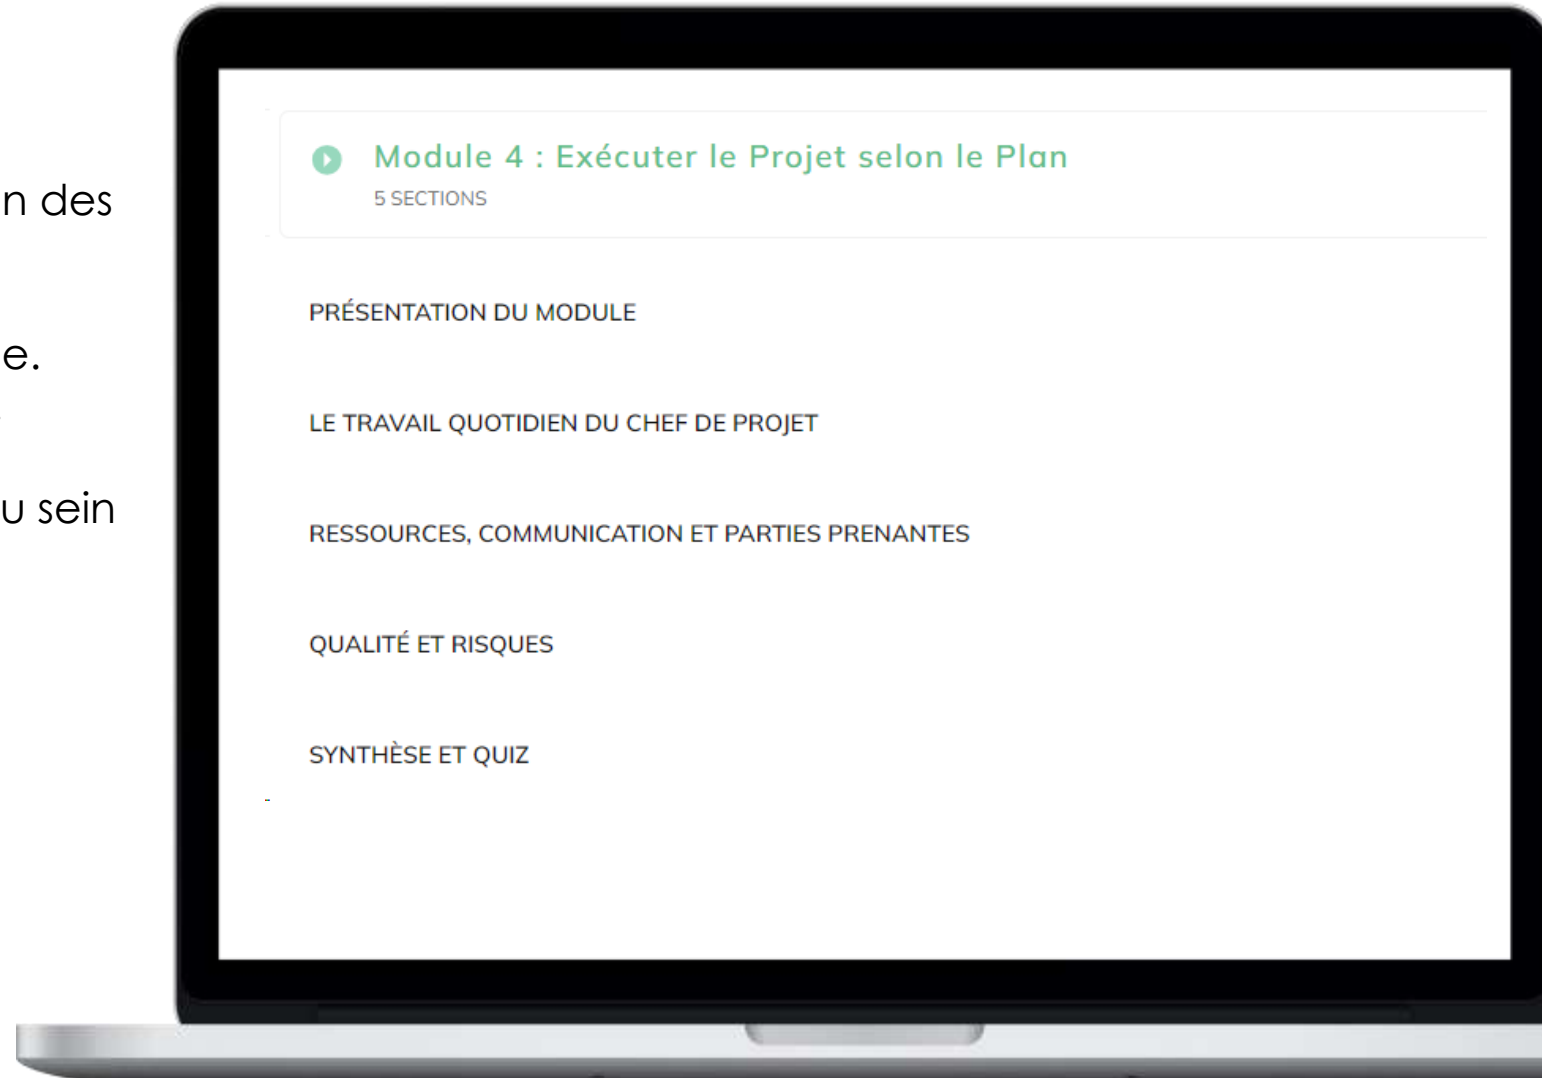 n des
e.
u sein
Module 4 : Exécuter le Projet selon le Plan
5 SECTIONS
PRÉSENTATION DU MODULE
LE TRAVAIL QUOTIDIEN DU CHEF DE PROJET
RESSOURCES, COMMUNICATION ET PARTIES PRENANTES
QUALITÉ ET RISQUES
SYNTHÈSE ET QUIZ